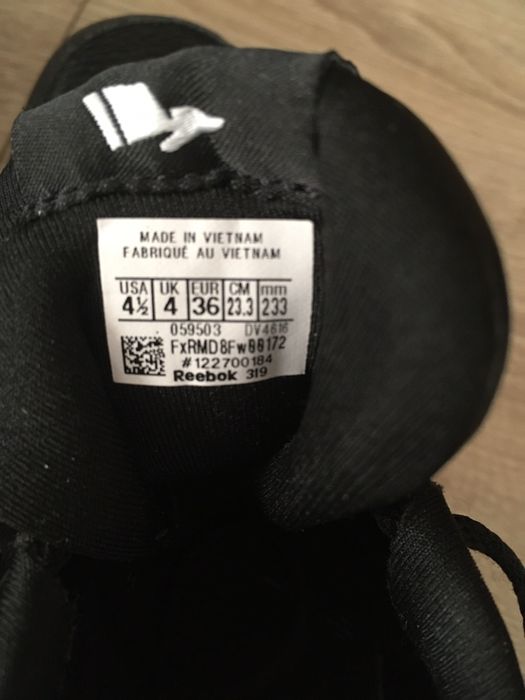 MADE IN VIETNAM
FABRIQUÉ AU VIETNAM
USA UK EUR CM mm
4½ 4 36 23.3 233
059503 DV4616
FxRMD8Fw00172
#122700184
Reebok 319